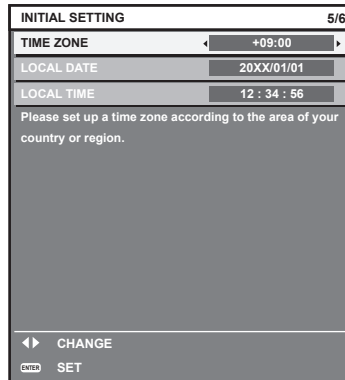 INITIAL SETTING 5/6
TIME ZONE +09:00
LOCAL DATE 20XX/01/01
LOCAL TIME 12 : 34 : 56
Please set up a time zone according to the area of your
country or region.
CHANGE
ENTER SET